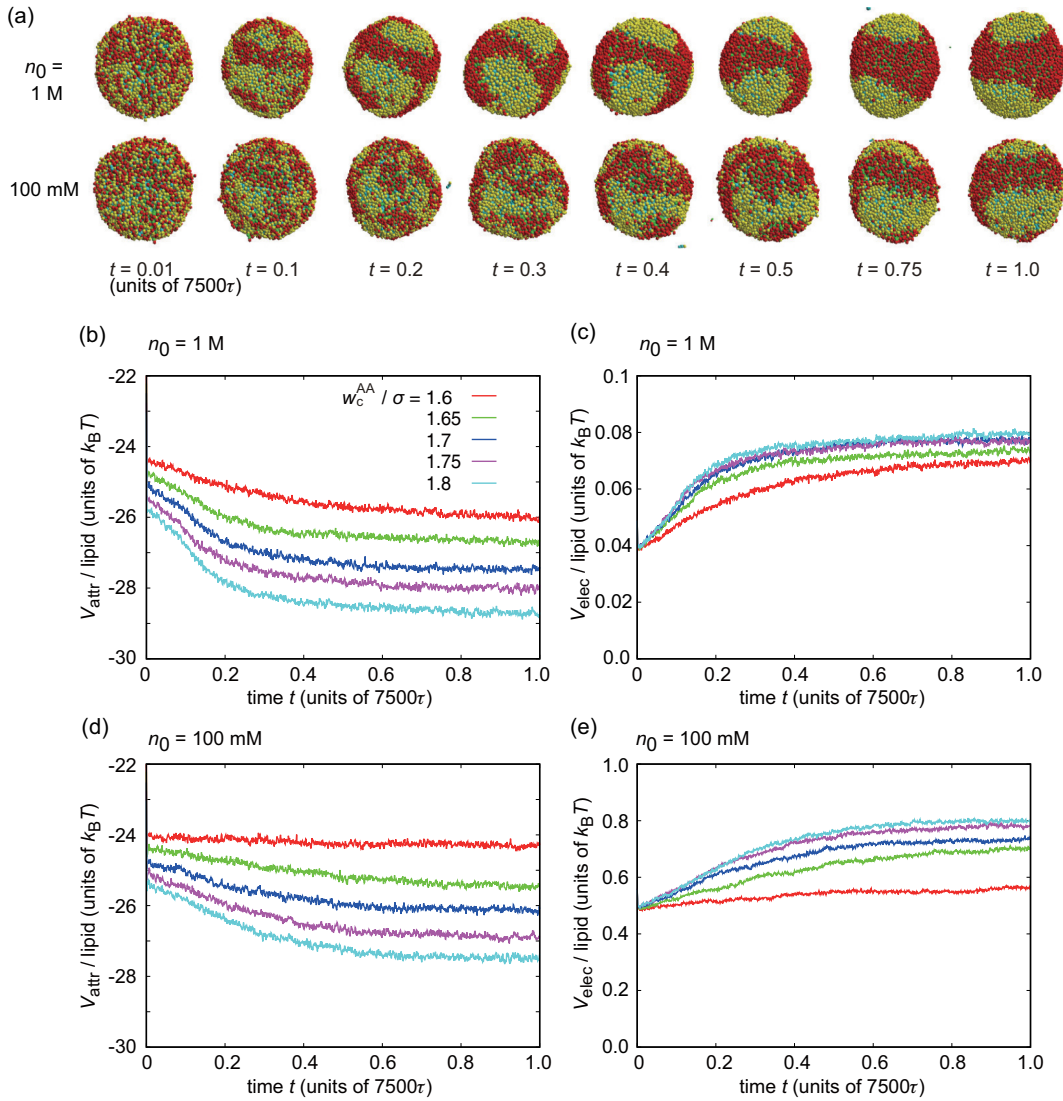 (a)
n0 =
1 M
100 mM
t = 0.01 t = 0.1 t = 0.2 t = 0.3 t = 0.4 t = 0.5 t = 0.75 t = 1.0
(units of 7500τ)
(b) n0 = 1 M
-22
-24
-26
-28
-30
Vattr / lipid (units of kBT)
wcAA / σ = 1.6
1.65
1.7
1.75
1.8
0 0.2 0.4 0.6 0.8 1.0
time t (units of 7500τ)
(c) n0 = 1 M
0.1
0.08
0.06
0.04
0.02
0.0
Velec / lipid (units of kBT)
0 0.2 0.4 0.6 0.8 1.0
time t (units of 7500τ)
(d) n0 = 100 mM
-22
-24
-26
-28
-30
Vattr / lipid (units of kBT)
0 0.2 0.4 0.6 0.8 1.0
time t (units of 7500τ)
(e) n0 = 100 mM
1.0
0.8
0.6
0.4
0.2
0.0
Velec / lipid (units of kBT)
0 0.2 0.4 0.6 0.8 1.0
time t (units of 7500τ)